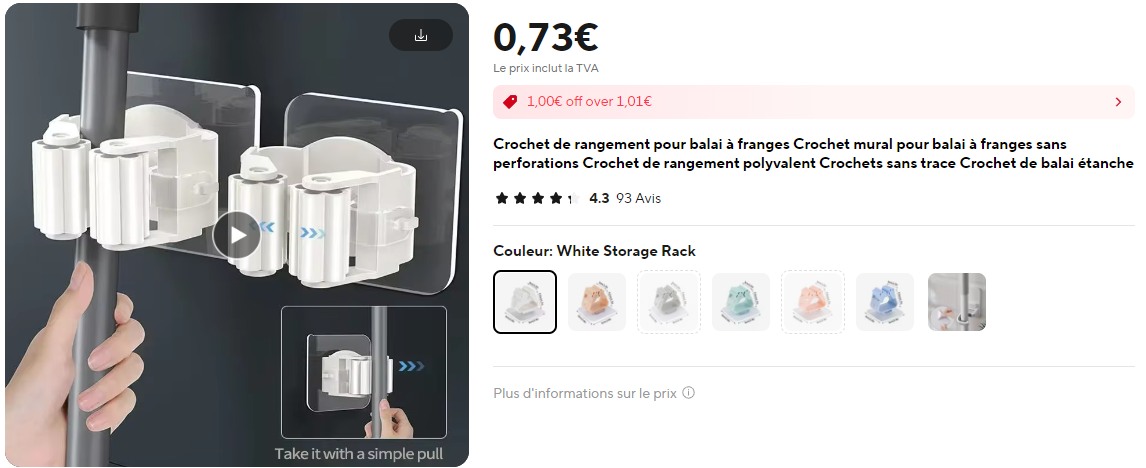 0,73€
Le prix inclut la TVA
1,00€ off over 1,01€
Crochet de rangement pour balai à franges Crochet mural pour balai à franges sans
perforations Crochet de rangement polyvalent Crochets sans trace Crochet de balai étanche
4.3 93 Avis
Couleur: White Storage Rack
Plus d'informations sur le prix
Take it with a simple pull